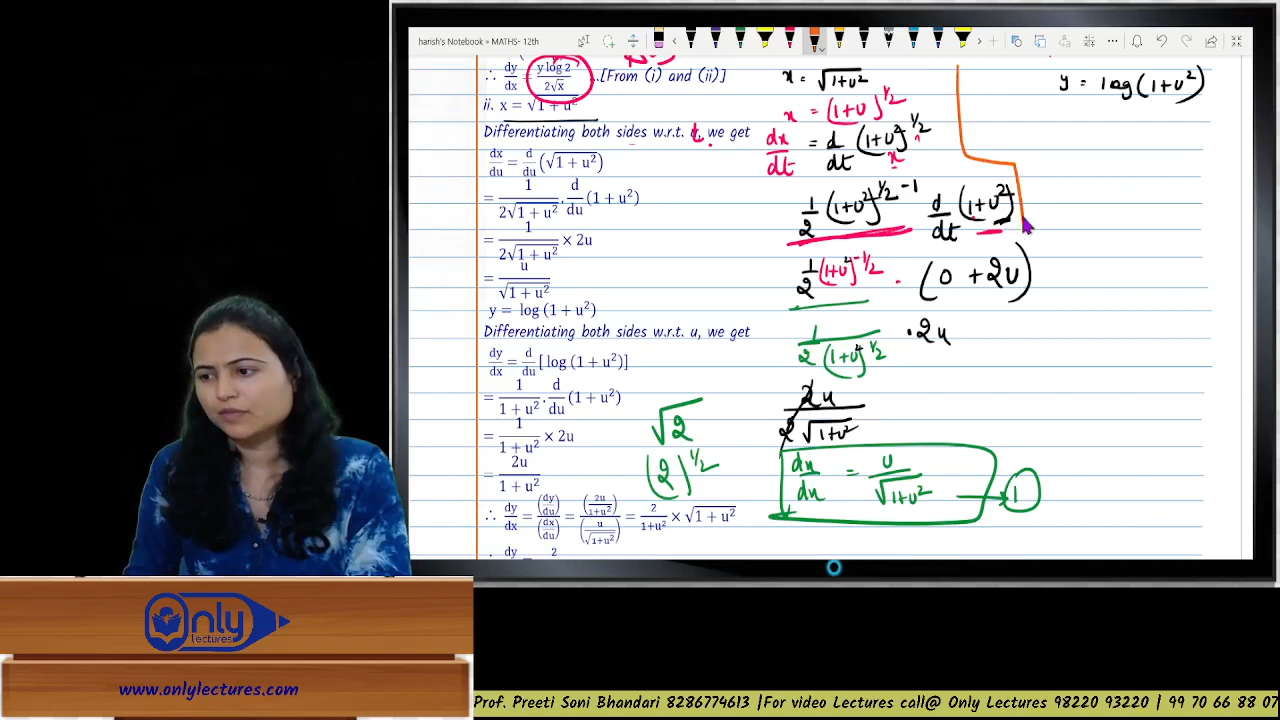 harish's Notebook » MATHS- 12th
∴ dy/dx = y log 2/2√x ...[From (i) and (ii)]
ii. x = √1 + u²
Differentiating both sides w.r.t. t, we get
dx/du = d/du (√1 + u²)
= 1/2√1 + u² . d/du (1 + u²)
= 1/2√1 + u² × 2u
= u/√1 + u²
y = log (1 + u²)
Differentiating both sides w.r.t. u, we get
dy/dx = d/du [ log (1 + u²)]
= 1/1 + u² . d/du (1 + u²)
= 1/1 + u² × 2u
= 2u/1 + u²
∴ dy/dx = (dy/du)/(dx/du) = (2u/1+u²)/(u/√1+u²) = 2/1+u² × √1 + u²
∴ dy 2
√2
(2)^1/2
x = √1+u²
x = (1+u)^1/2
dx/dt = d/dt (1+u²)^1/2
x
1/2 (1+u²)^1/2 −1 d/dt (1+u²)
1/2 (1+u²)^−1/2 . (0 + 2u)
1/2 (1+u²)^1/2 . 2u
2u/2 √1+u²
dx/du = u/√1+u² → 1
y = log (1+u²)
Only
lectures
www.onlylectures.com
Prof. Preeti Soni Bhandari 8286774613 |For video Lectures call@ Only Lectures 98220 93220 | 99 70 66 88 07